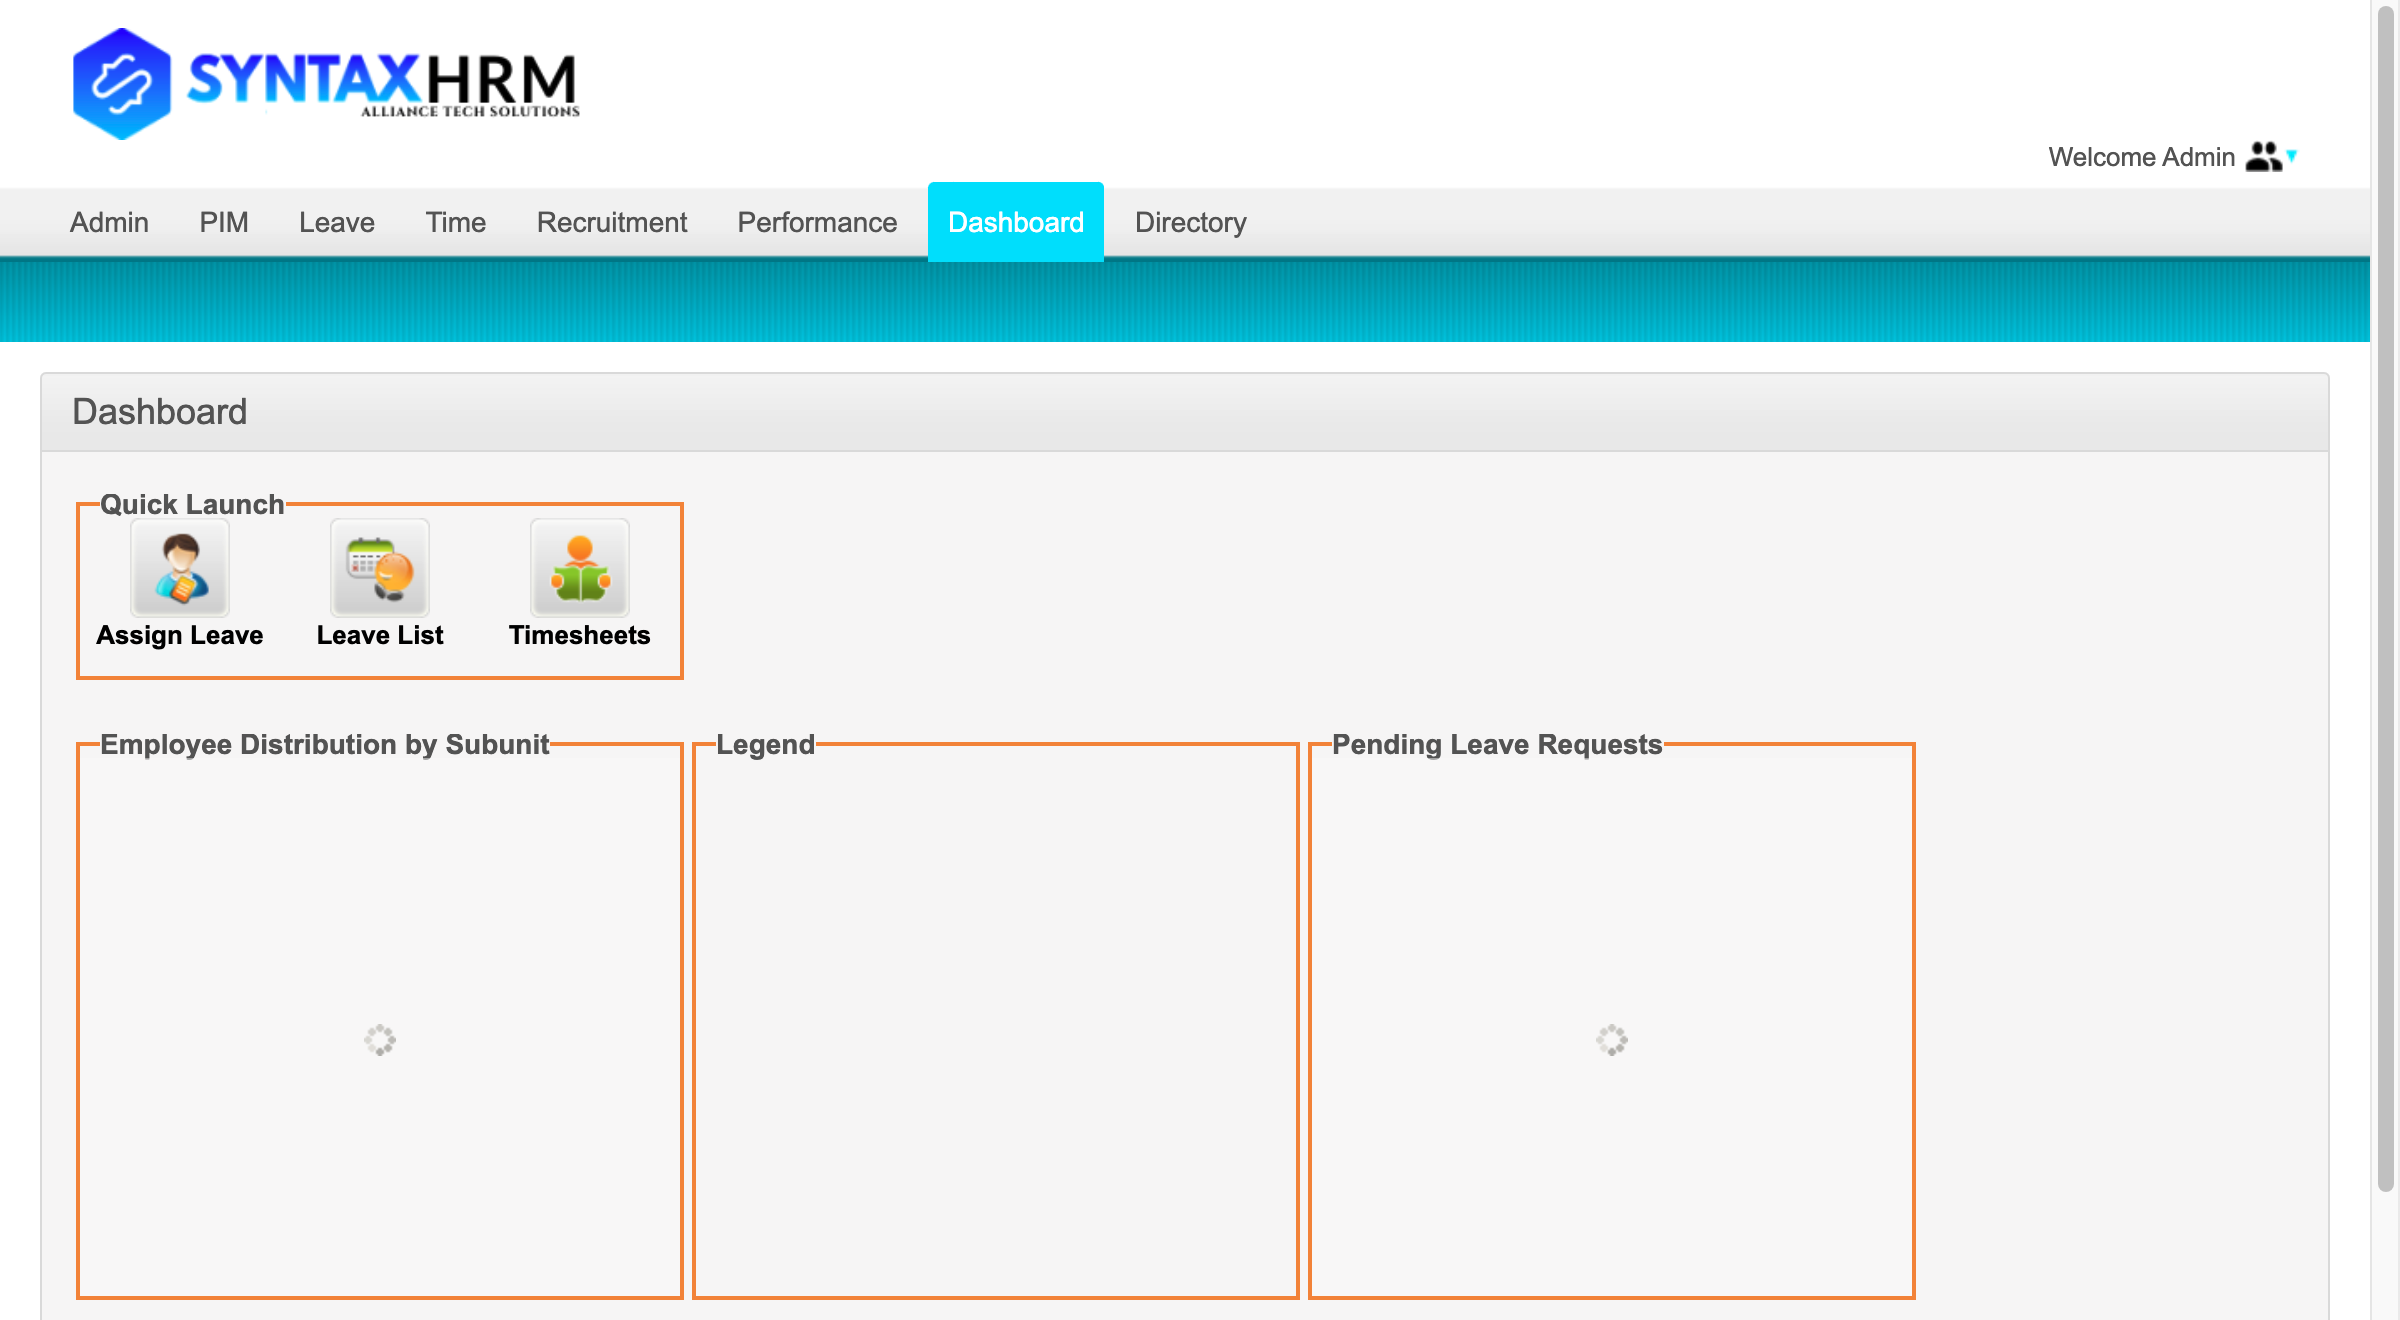 SYNTAXHRM
ALLIANCE TECH SOLUTIONS
Welcome Admin
Admin PIM Leave Time Recruitment Performance Dashboard Directory
Dashboard
Quick Launch
Assign Leave Leave List Timesheets
Employee Distribution by Subunit Legend Pending Leave Requests